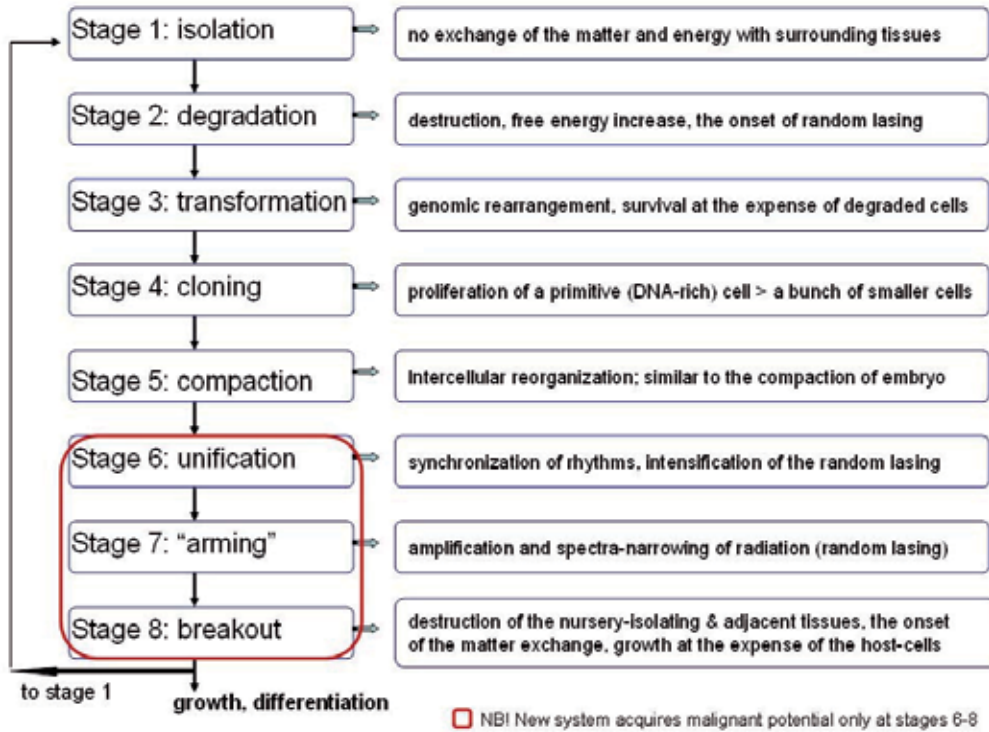 Stage 1: isolation
no exchange of the matter and energy with surrounding tissues
Stage 2: degradation
destruction, free energy increase, the onset of random lasing
Stage 3: transformation
genomic rearrangement, survival at the expense of degraded cells
Stage 4: cloning
proliferation of a primitive (DNA-rich) cell > a bunch of smaller cells
Stage 5: compaction
Intercellular reorganization; similar to the compaction of embryo
Stage 6: unification
synchronization of rhythms, intensification of the random lasing
Stage 7: "arming"
amplification and spectra-narrowing of radiation (random lasing)
Stage 8: breakout
destruction of the nursery-isolating & adjacent tissues, the onset
of the matter exchange, growth at the expense of the host-cells
to stage 1
growth, differentiation
NB! New system acquires malignant potential only at stages 6-8